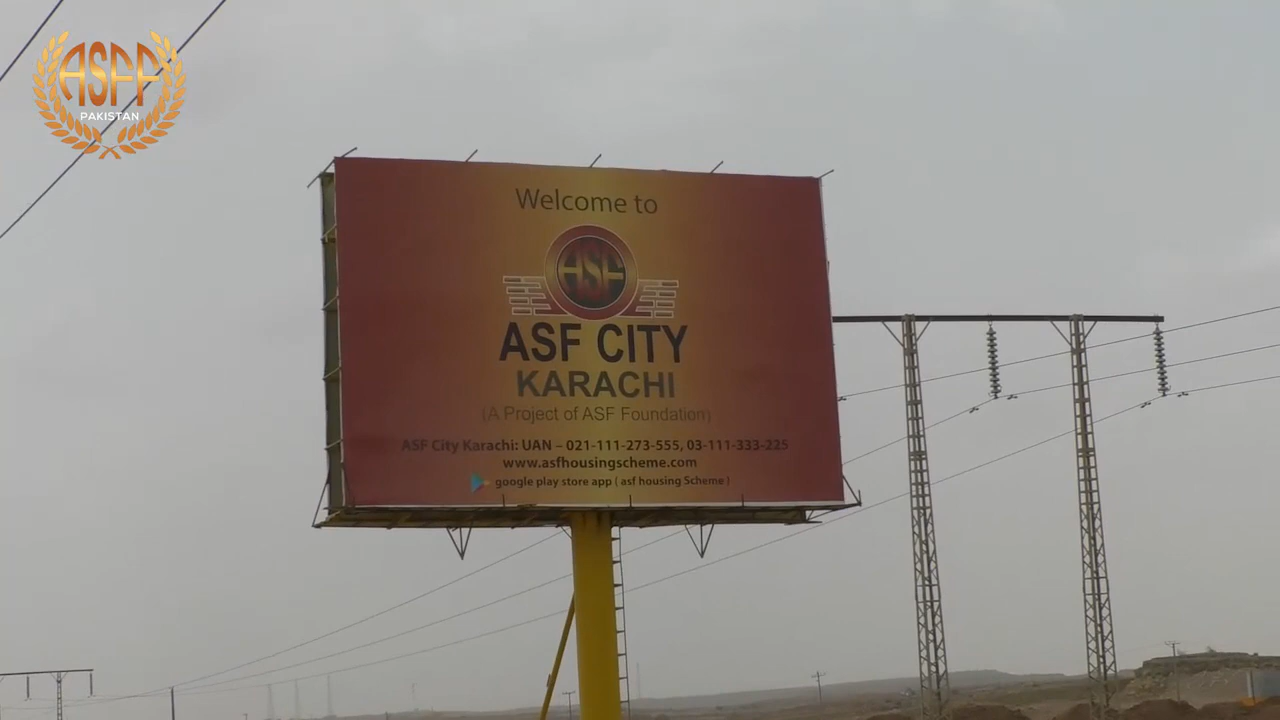 ASFF
PAKISTAN
Welcome to
ASF
ASF CITY
KARACHI
(A Project of ASF Foundation)
ASF City Karachi: UAN – 021-111-273-555, 03-111-333-225
www.asfhousingscheme.com
google play store app ( asf housing Scheme )